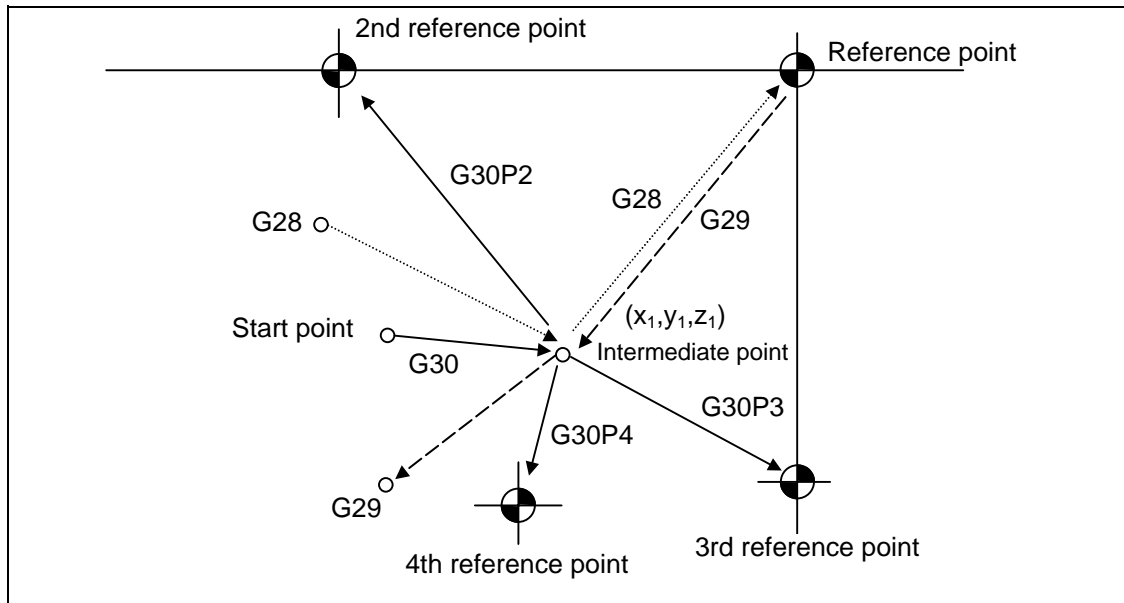 2nd reference point
Reference point
G30P2
G28
G29
G28
(x₁,y₁,z₁)
Start point
Intermediate point
G30
G30P3
G30P4
G29
3rd reference point
4th reference point